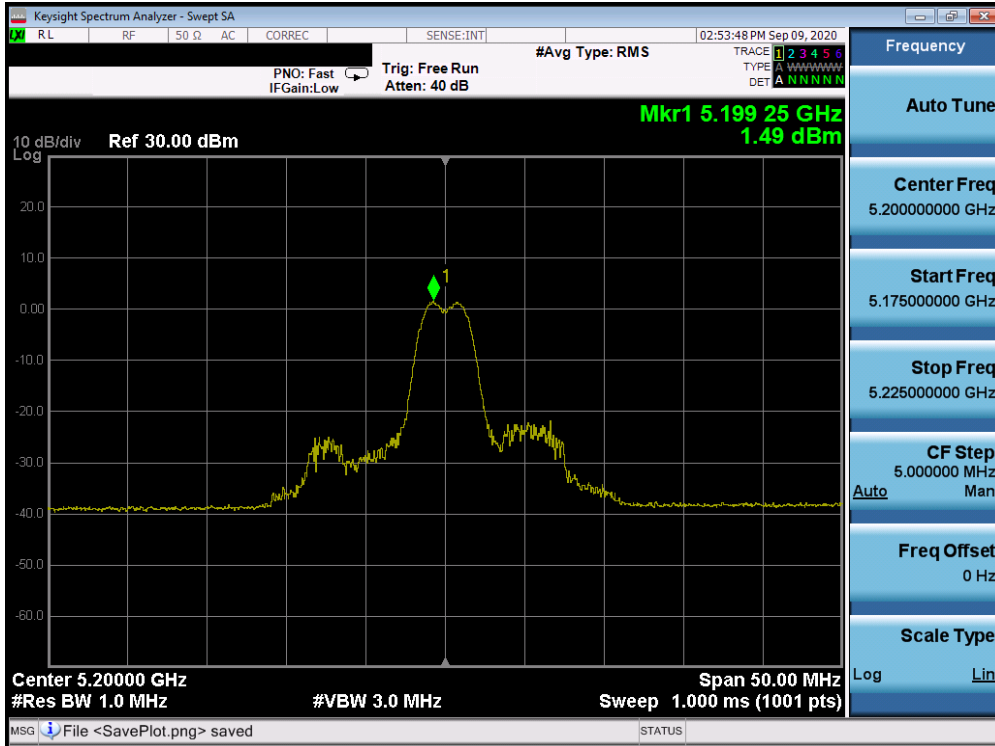 Keysight Spectrum Analyzer - Swept SA
LXI RL RF 50 Ω AC CORREC SENSE:INT 02:53:48 PM Sep 09, 2020
#Avg Type: RMS
TRACE 1 2 3 4 5 6
TYPE A WWWWWW
DET A N N N N N
PNO: Fast
IFGain:Low
Trig: Free Run
Atten: 40 dB
Mkr1 5.199 25 GHz
1.49 dBm
10 dB/div
Log
Ref 30.00 dBm
20.0
10.0
0.00
-10.0
-20.0
-30.0
-40.0
-50.0
-60.0
1
Center 5.20000 GHz
Span 50.00 MHz
#Res BW 1.0 MHz
#VBW 3.0 MHz
Sweep 1.000 ms (1001 pts)
MSG File <SavePlot.png> saved
STATUS
Frequency
Auto Tune
Center Freq
5.200000000 GHz
Start Freq
5.175000000 GHz
Stop Freq
5.225000000 GHz
CF Step
5.000000 MHz
Auto Man
Freq Offset
0 Hz
Scale Type
Log Lin